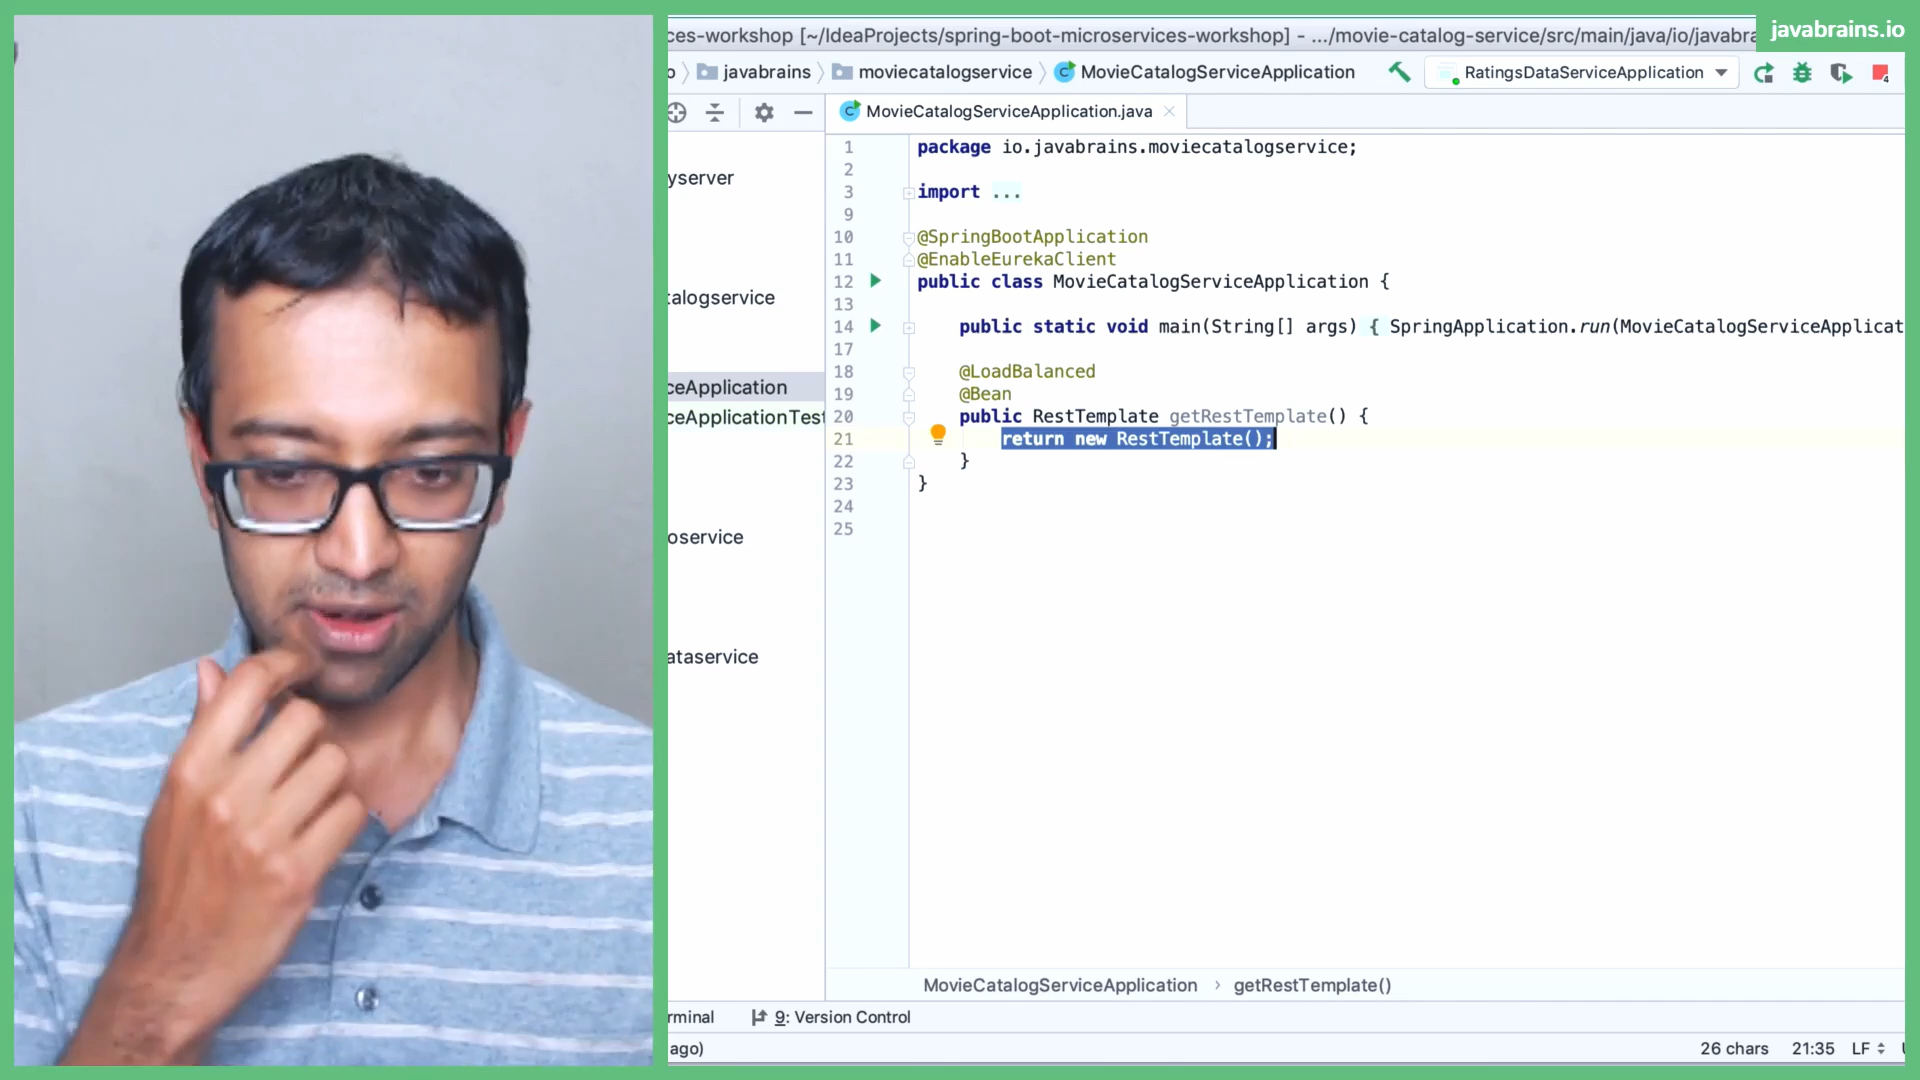 javabrains.io
ces-workshop [~/IdeaProjects/spring-boot-microservices-workshop] - .../movie-catalog-service/src/main/java/io/javabra
o javabrains moviecatalogservice MovieCatalogServiceApplication RatingsDataServiceApplication 4
MovieCatalogServiceApplication.java
yserver
alogservice
ceApplication
ceApplicationTest
oservice
ataservice
1 package io.javabrains.moviecatalogservice;
2
3 import ...
9
10 @SpringBootApplication
11 @EnableEurekaClient
12 public class MovieCatalogServiceApplication {
13
14 public static void main(String[] args) { SpringApplication.run(MovieCatalogServiceApplicat
17
18 @LoadBalanced
19 @Bean
20 public RestTemplate getRestTemplate() {
21 return new RestTemplate();
22 }
23 }
24
25
MovieCatalogServiceApplication › getRestTemplate()
rminal 9: Version Control
ago) 26 chars 21:35 LF